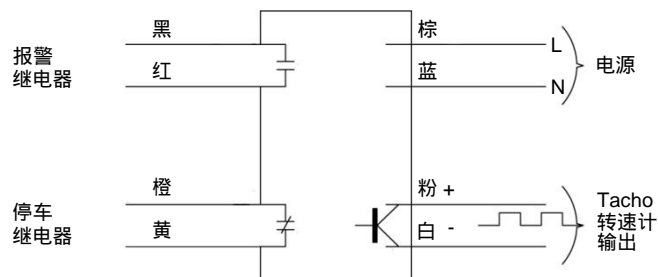 报警
继电器
黑
红
棕
蓝
L
N
电源
停车
继电器
橙
黄
粉 +
白 -
Tacho
转速计
输出